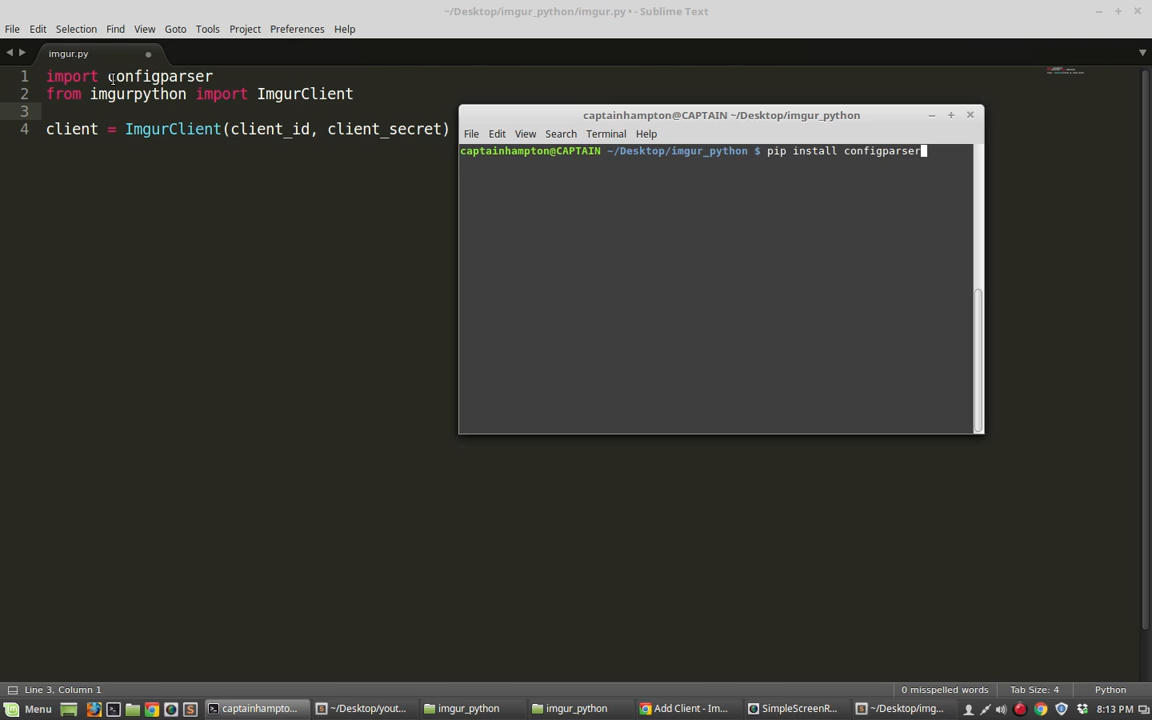 ~/Desktop/imgur_python/imgur.py • - Sublime Text
File Edit Selection Find View Goto Tools Project Preferences Help
imgur.py
1 import configparser
2 from imgurpython import ImgurClient
3
4 client = ImgurClient(client_id, client_secret)
captainhampton@CAPTAIN ~/Desktop/imgur_python
File Edit View Search Terminal Help
captainhampton@CAPTAIN ~/Desktop/imgur_python $ pip install configparser
Line 3, Column 1
0 misspelled words
Tab Size: 4
Python
Menu
captainhampto...
~/Desktop/yout...
imgur_python
imgur_python
Add Client - Im...
SimpleScreenR...
~/Desktop/img...
8:13 PM